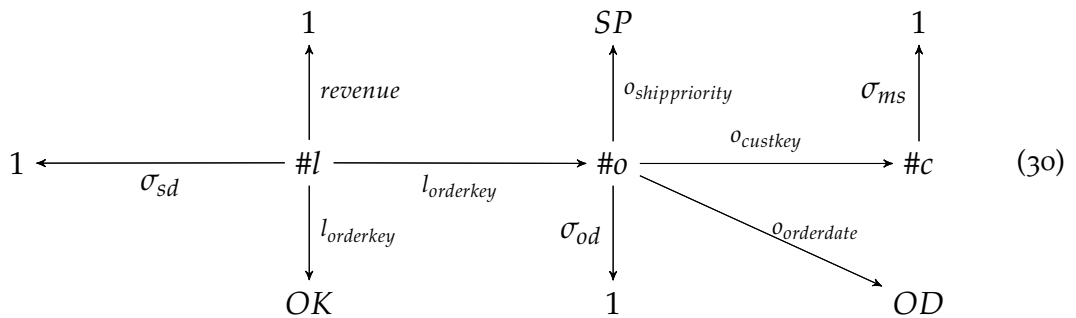 1 SP 1
revenue o_shippriority σ_ms
o_custkey
1 #l #o #c (30)
σ_sd l_orderkey
l_orderkey σ_od o_orderdate
OK 1 OD